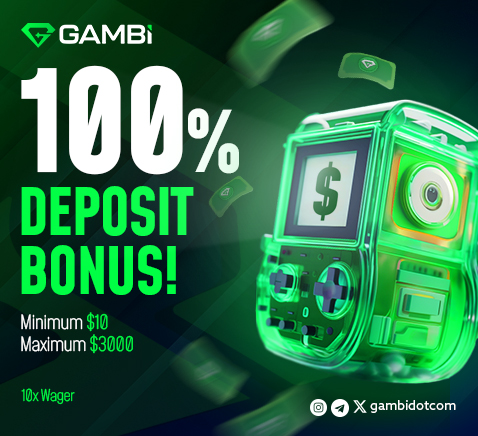 GAMBi
100%
DEPOSIT
BONUS!
Minimum $10
Maximum $3000
$
10x Wager
gambidotcom